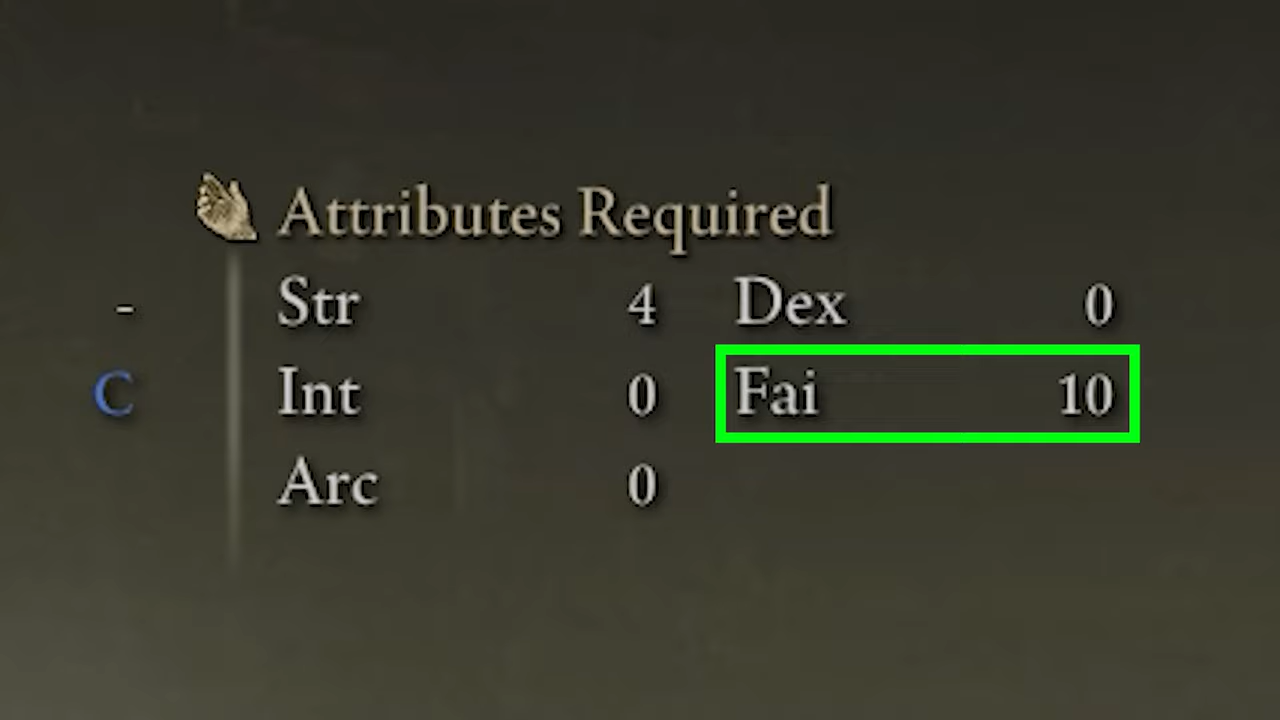 Attributes Required
- Str 4 Dex 0
C Int 0 Fai 10
Arc 0